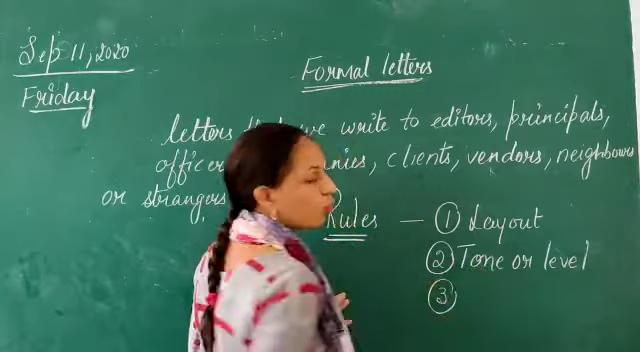 Sep 11, 2020
Friday
Formal letters
letters we write to editors, principals,
clients, vendors, neighbours
or strangers
Rules — ① Layout
② Tone or level
③